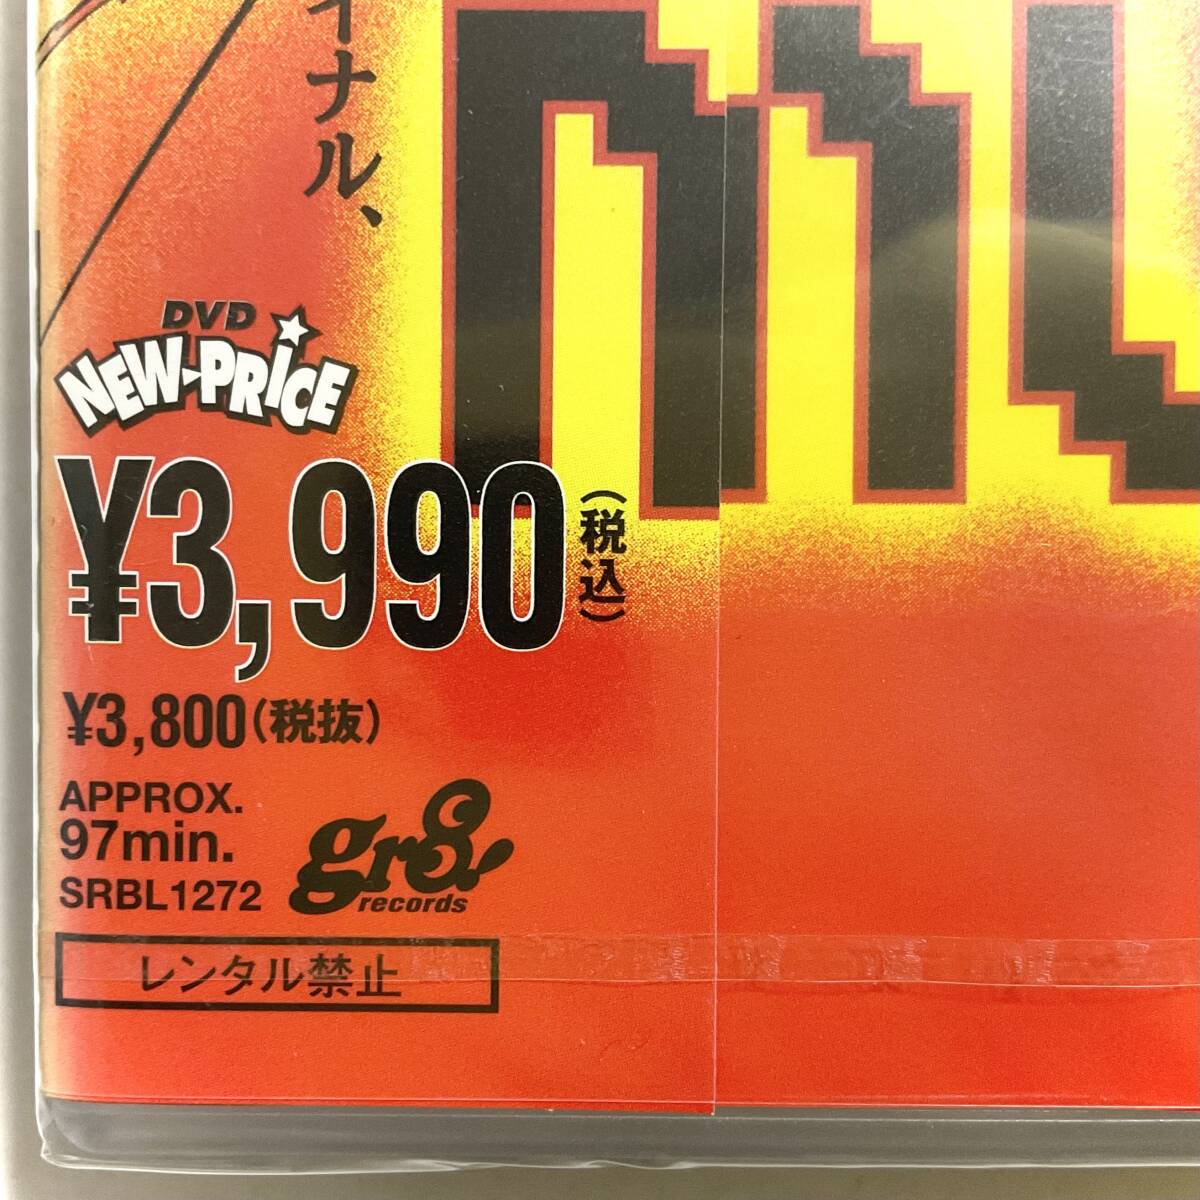 イナル、
DVD
NEW PRICE
¥3,990(税込)
¥3,800(税抜)
APPROX.
97min.
SRBL1272
gr8!
records
レンタル禁止